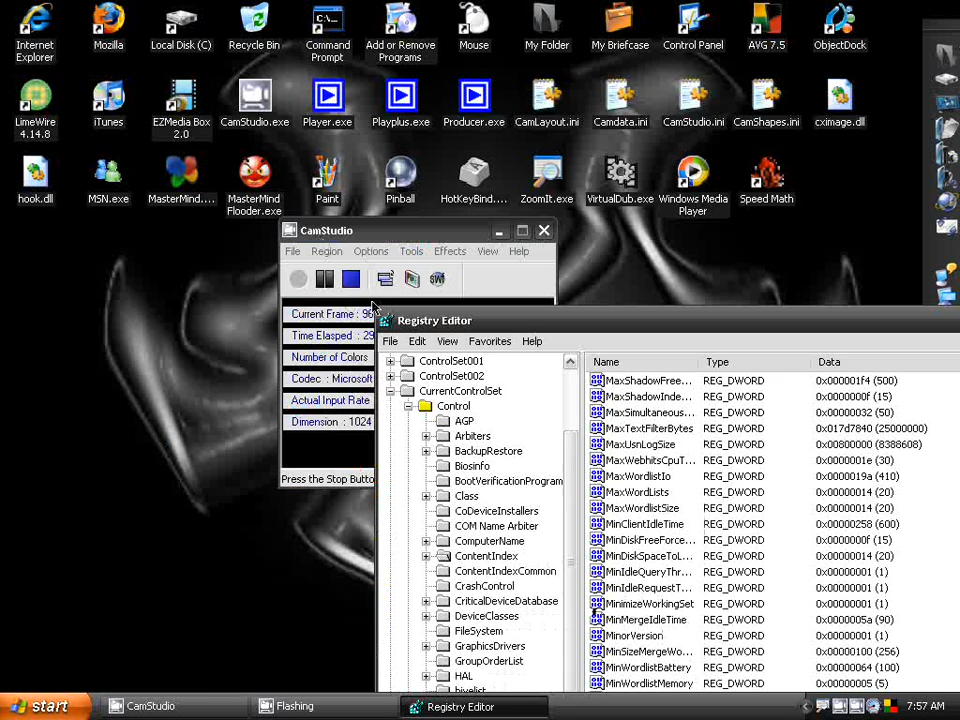 Internet Explorer
Mozilla
Local Disk (C)
Recycle Bin
Command Prompt
Add or Remove Programs
Mouse
My Folder
My Briefcase
Control Panel
AVG 7.5
ObjectDock
LimeWire 4.14.8
iTunes
EZMedia Box 2.0
CamStudio.exe
Player.exe
Playplus.exe
Producer.exe
CamLayout.ini
Camdata.ini
CamStudio.ini
CamShapes.ini
cximage.dll
hook.dll
MSN.exe
MasterMind....
MasterMind Flooder.exe
Paint
Pinball
HotKeyBind....
ZoomIt.exe
VirtualDub.exe
Windows Media Player
Speed Math
CamStudio
File Region Options Tools Effects View Help
Current Frame : 96
Time Elasped : 29
Number of Colors
Codec : Microsoft
Actual Input Rate
Dimension : 1024
Press the Stop Butto
Registry Editor
File Edit View Favorites Help
ControlSet001
ControlSet002
CurrentControlSet
Control
AGP
Arbiters
BackupRestore
Biosinfo
BootVerificationProgram
Class
CoDeviceInstallers
COM Name Arbiter
ComputerName
ContentIndex
ContentIndexCommon
CrashControl
CriticalDeviceDatabase
DeviceClasses
FileSystem
GraphicsDrivers
GroupOrderList
HAL
hivelist
Name Type Data
MaxShadowFree... REG_DWORD 0x000001f4 (500)
MaxShadowInde... REG_DWORD 0x0000000f (15)
MaxSimultaneous... REG_DWORD 0x00000032 (50)
MaxTextFilterBytes REG_DWORD 0x017d7840 (25000000)
MaxUsnLogSize REG_DWORD 0x00800000 (8388608)
MaxWebhitsCpuT... REG_DWORD 0x0000001e (30)
MaxWordlistIo REG_DWORD 0x0000019a (410)
MaxWordLists REG_DWORD 0x00000014 (20)
MaxWordlistSize REG_DWORD 0x00000014 (20)
MinClientIdleTime REG_DWORD 0x00000258 (600)
MinDiskFreeForce... REG_DWORD 0x0000000f (15)
MinDiskSpaceToL... REG_DWORD 0x00000014 (20)
MinIdleQueryThr... REG_DWORD 0x00000001 (1)
MinIdleRequestT... REG_DWORD 0x00000001 (1)
MinimizeWorkingSet REG_DWORD 0x00000001 (1)
MinMergeIdleTime REG_DWORD 0x0000005a (90)
MinorVersion REG_DWORD 0x00000001 (1)
MinSizeMergeWo... REG_DWORD 0x00000100 (256)
MinWordlistBattery REG_DWORD 0x00000064 (100)
MinWordlistMemory REG_DWORD 0x00000005 (5)
start
CamStudio
Flashing
Registry Editor
7:57 AM